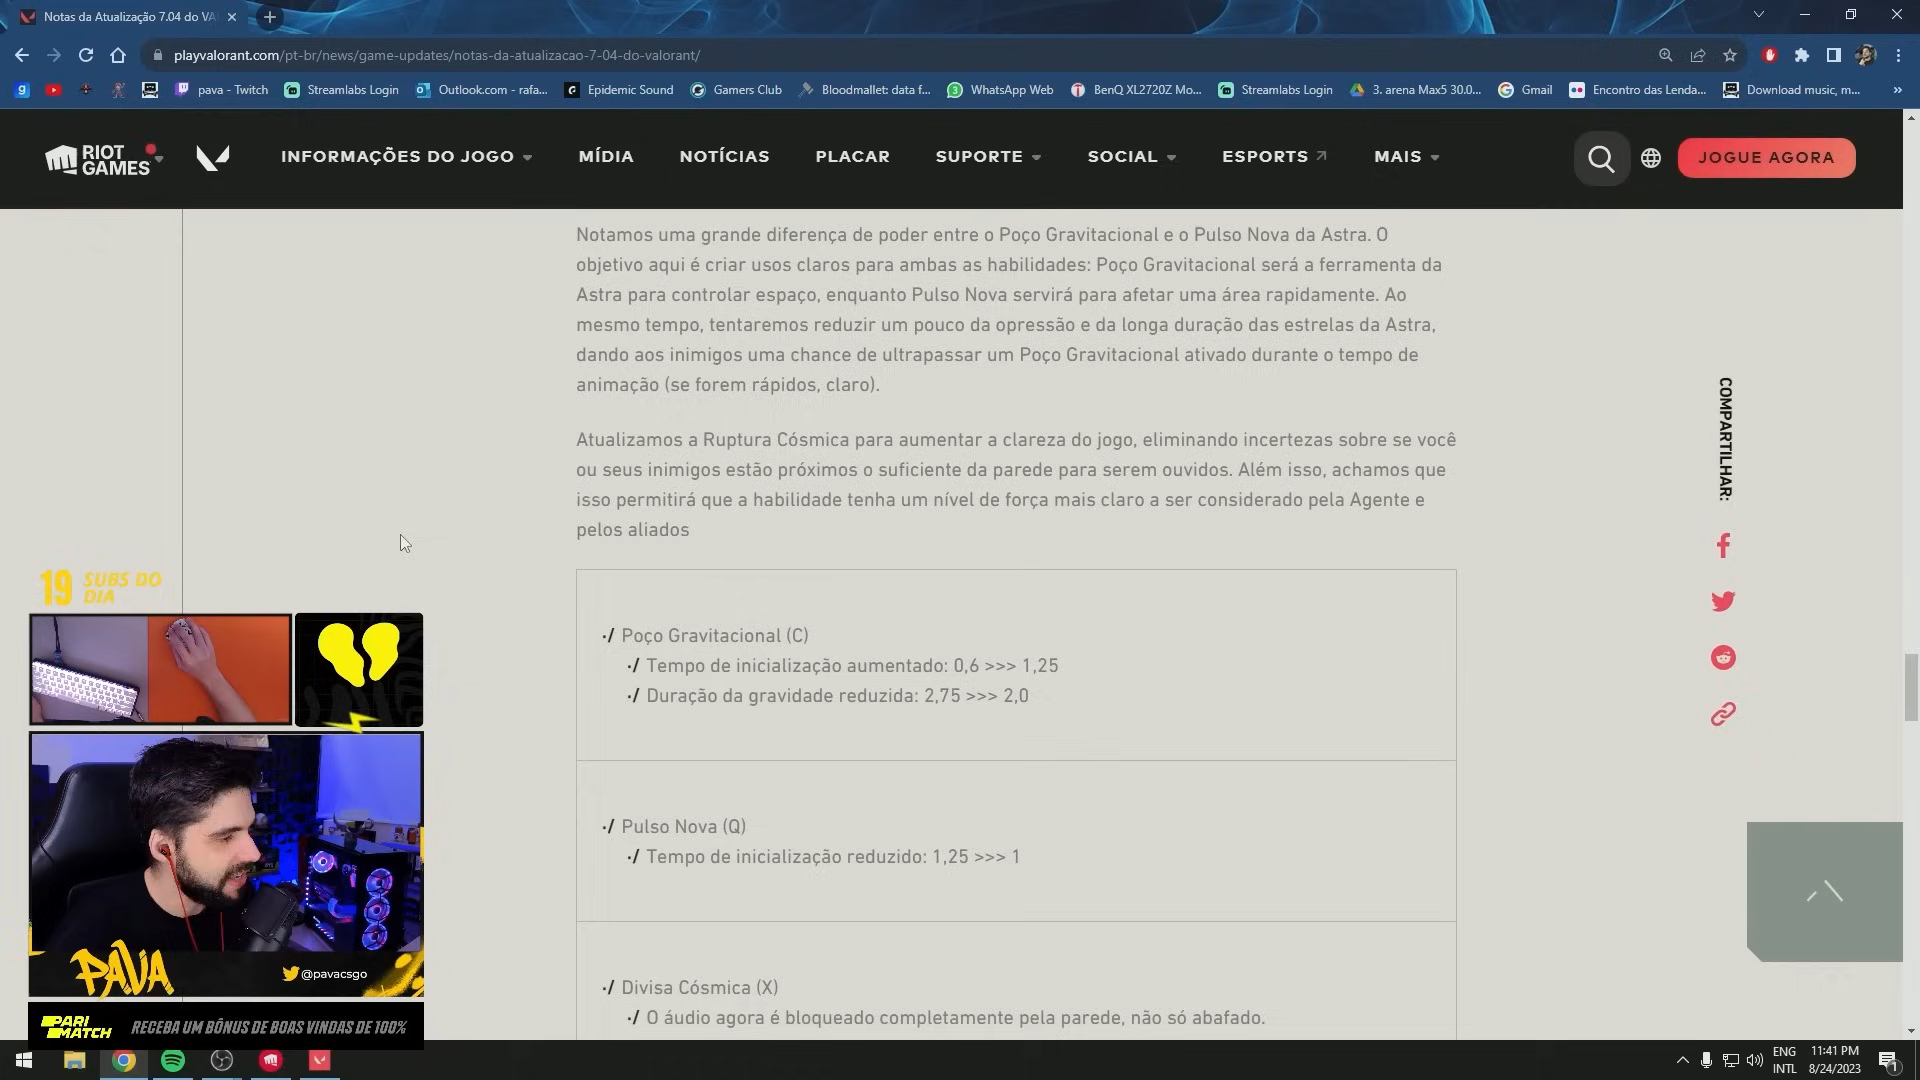 Notas da Atualização 7.04 do VA
playvalorant.com/pt-br/news/game-updates/notas-da-atualizacao-7-04-do-valorant/
pava - Twitch
Streamlabs Login
Outlook.com - rafa...
Epidemic Sound
Gamers Club
Bloodmallet: data f...
WhatsApp Web
BenQ XL2720Z Mo...
Streamlabs Login
3. arena Max5 30.0...
Gmail
Encontro das Lenda...
Download music, m...
»
RIOT
GAMES
INFORMAÇÕES DO JOGO
MÍDIA
NOTÍCIAS
PLACAR
SUPORTE
SOCIAL
ESPORTS
MAIS
JOGUE AGORA
Notamos uma grande diferença de poder entre o Poço Gravitacional e o Pulso Nova da Astra. O
objetivo aqui é criar usos claros para ambas as habilidades: Poço Gravitacional será a ferramenta da
Astra para controlar espaço, enquanto Pulso Nova servirá para afetar uma área rapidamente. Ao
mesmo tempo, tentaremos reduzir um pouco da opressão e da longa duração das estrelas da Astra,
dando aos inimigos uma chance de ultrapassar um Poço Gravitacional ativado durante o tempo de
animação (se forem rápidos, claro).
Atualizamos a Ruptura Cósmica para aumentar a clareza do jogo, eliminando incertezas sobre se você
ou seus inimigos estão próximos o suficiente da parede para serem ouvidos. Além isso, achamos que
isso permitirá que a habilidade tenha um nível de força mais claro a ser considerado pela Agente e
pelos aliados
COMPARTILHAR:
·/ Poço Gravitacional (C)
·/ Tempo de inicialização aumentado: 0,6 >>> 1,25
·/ Duração da gravidade reduzida: 2,75 >>> 2,0
·/ Pulso Nova (Q)
·/ Tempo de inicialização reduzido: 1,25 >>> 1
·/ Divisa Cósmica (X)
·/ O áudio agora é bloqueado completamente pela parede, não só abafado.
19 SUBS DO
DIA
PAVA
@pavacsgo
PARI
MATCH
RECEBA UM BÔNUS DE BOAS VINDAS DE 100%
ENG
INTL
11:41 PM
8/24/2023
1